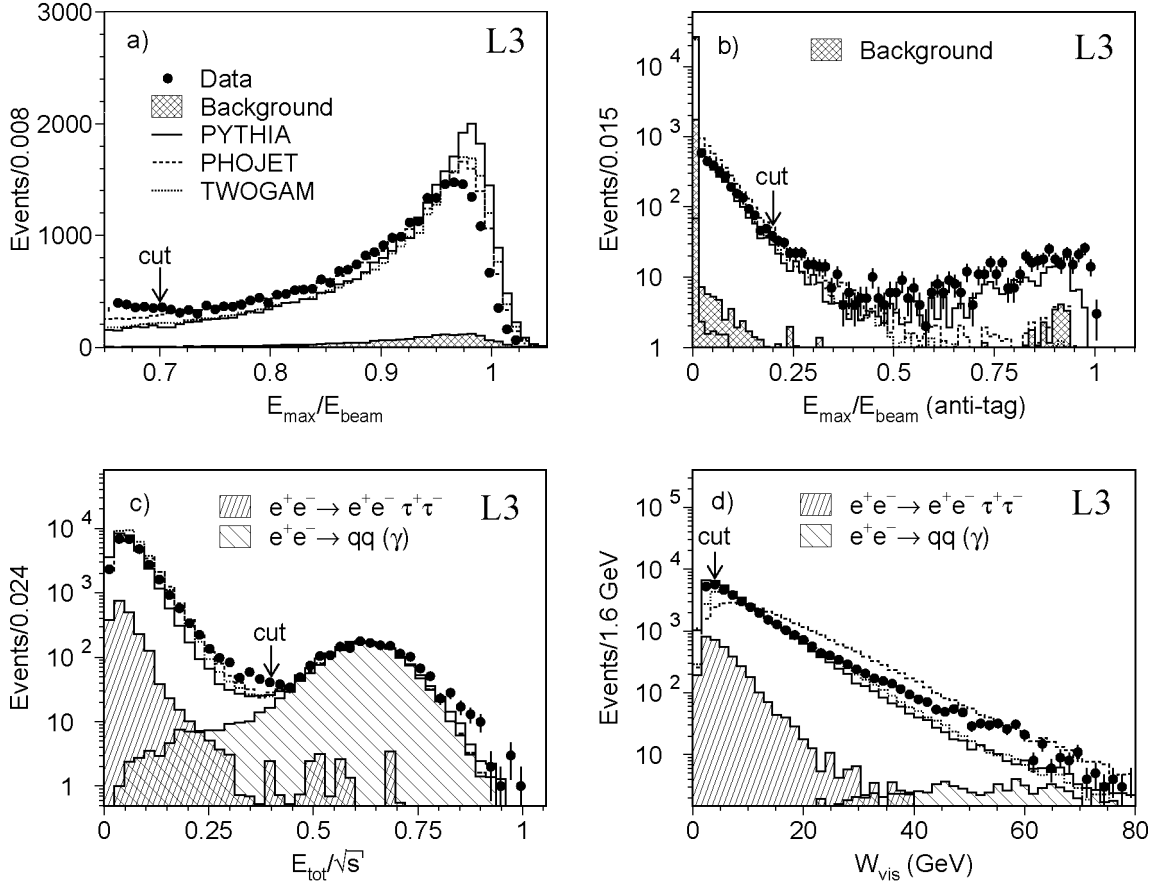 a)
L3
Data
Background
PYTHIA
PHOJET
TWOGAM
cut
Events/0.008
0
1000
2000
3000
0.7
0.8
0.9
1
E_max/E_beam
b)
Background
L3
cut
Events/0.015
1
10
10^2
10^3
10^4
0
0.25
0.5
0.75
1
E_max/E_beam (anti-tag)
c)
e+e− → e+e− τ+τ−
e+e− → qq (γ)
L3
cut
Events/0.024
1
10
10^2
10^3
10^4
0
0.25
0.5
0.75
1
E_tot/√s
d)
e+e− → e+e− τ+τ−
e+e− → qq (γ)
L3
cut
Events/1.6 GeV
10
10^2
10^3
10^4
10^5
0
20
40
60
80
W_vis (GeV)